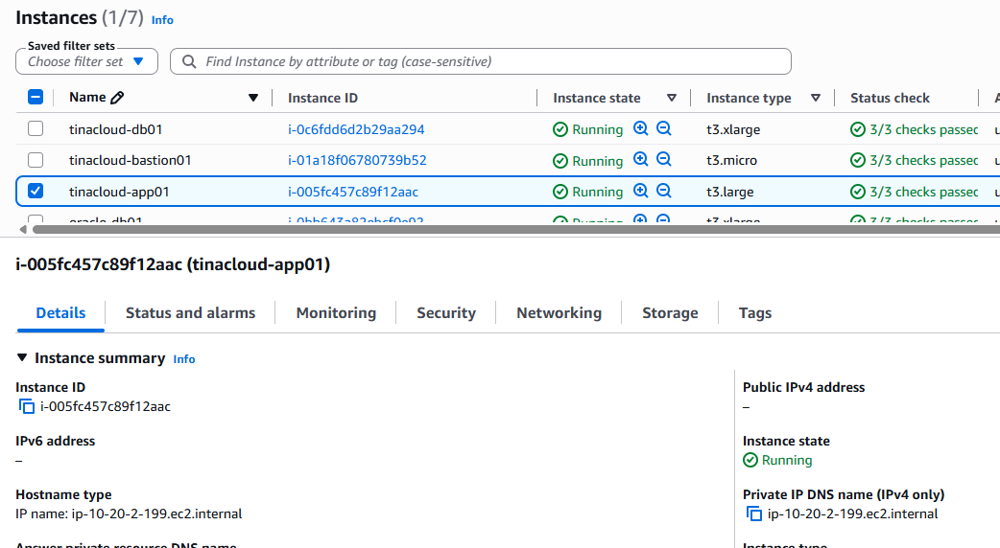 Instances (1/7) Info
Saved filter sets
Choose filter set
Find Instance by attribute or tag (case-sensitive)
Name Instance ID Instance state Instance type Status check
tinacloud-db01 i-0c6fdd6d2b29aa294 Running t3.xlarge 3/3 checks passed
tinacloud-bastion01 i-01a18f06780739b52 Running t3.micro 3/3 checks passed
tinacloud-app01 i-005fc457c89f12aac Running t3.large 3/3 checks passed
oracle-db01 Running t3.xlarge 3/3 checks passed
i-005fc457c89f12aac (tinacloud-app01)
Details Status and alarms Monitoring Security Networking Storage Tags
Instance summary Info
Instance ID Public IPv4 address
i-005fc457c89f12aac –
IPv6 address Instance state
– Running
Hostname type Private IP DNS name (IPv4 only)
IP name: ip-10-20-2-199.ec2.internal ip-10-20-2-199.ec2.internal
Answer private resource DNS name Instance type